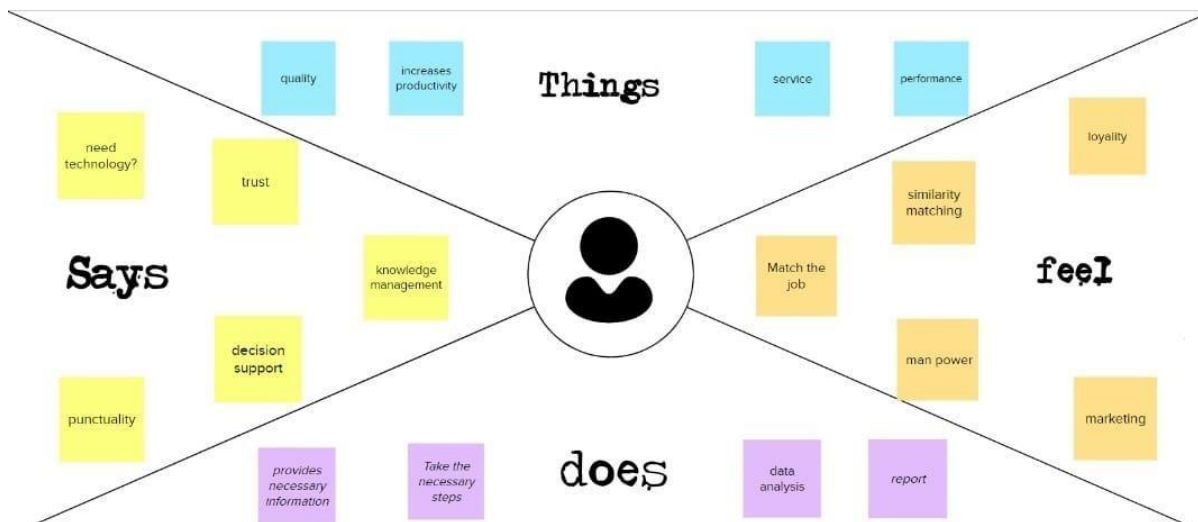 quality
increases
productivity
Things
service
performance
need
technology?
trust
loyality
similarity
matching
Says
knowledge
management
Match the
job
feel
decision
support
man power
punctuality
marketing
provides
necessary
information
Take the
necessary
steps
does
data
analysis
report